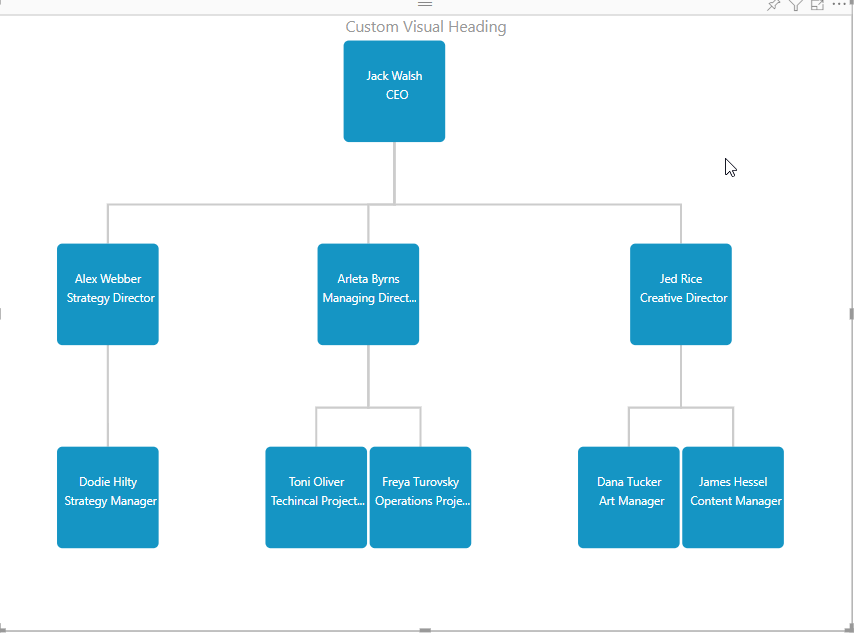 Custom Visual Heading
Jack Walsh
CEO
Alex Webber
Strategy Director
Arleta Byrns
Managing Direct...
Jed Rice
Creative Director
Dodie Hilty
Strategy Manager
Toni Oliver
Techincal Project...
Freya Turovsky
Operations Proje...
Dana Tucker
Art Manager
James Hessel
Content Manager